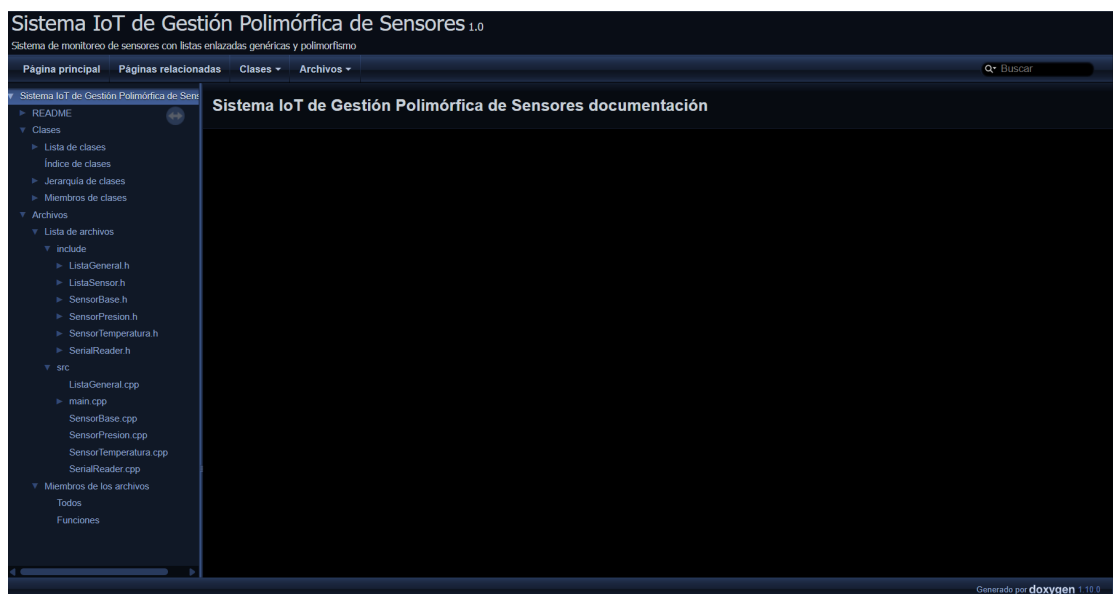 Sistema IoT de Gestión Polimórfica de Sensores 1.0
Sistema de monitoreo de sensores con listas enlazadas genéricas y polimorfismo
Página principal Páginas relacionadas Clases Archivos Buscar
Sistema IoT de Gestión Polimórfica de Sens
README
Clases
Lista de clases
Índice de clases
Jerarquía de clases
Miembros de clases
Archivos
Lista de archivos
include
ListaGeneral.h
ListaSensor.h
SensorBase.h
SensorPresion.h
SensorTemperatura.h
SerialReader.h
src
ListaGeneral.cpp
main.cpp
SensorBase.cpp
SensorPresion.cpp
SensorTemperatura.cpp
SerialReader.cpp
Miembros de los archivos
Todos
Funciones
Sistema IoT de Gestión Polimórfica de Sensores documentación
Generado por doxygen 1.10.0